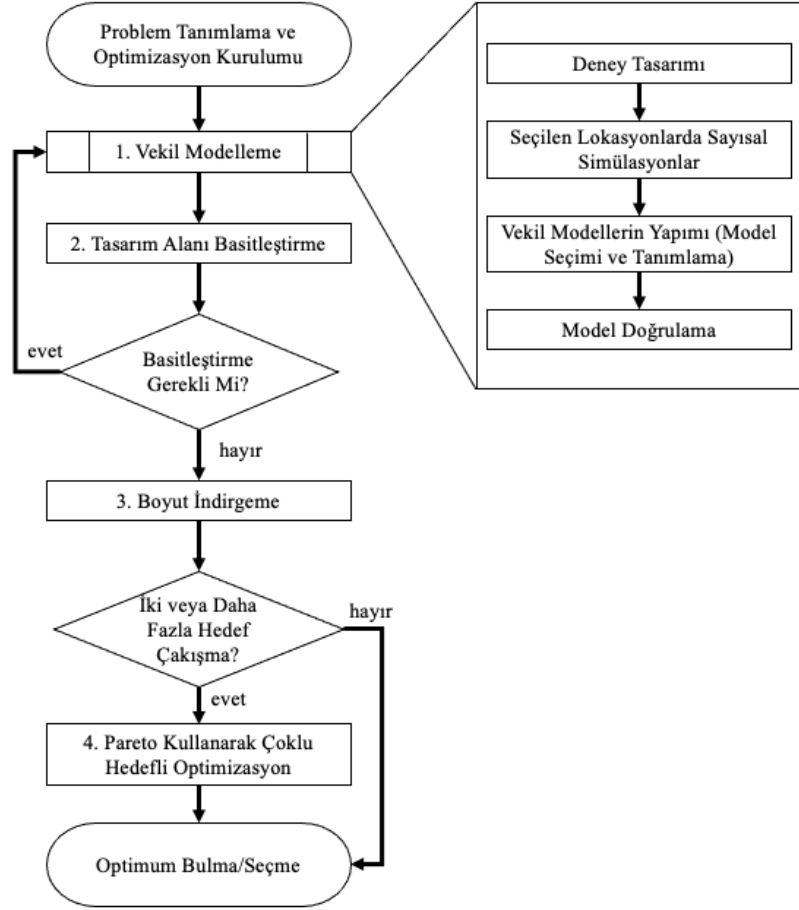 Problem Tanımlama ve
Optimizasyon Kurulumu
1. Vekil Modelleme
2. Tasarım Alanı Basitleştirme
evet
Basitleştirme
Gerekli Mi?
hayır
3. Boyut İndirgeme
İki veya Daha
Fazla Hedef
Çakışma?
hayır
evet
4. Pareto Kullanarak Çoklu
Hedefli Optimizasyon
Optimum Bulma/Seçme
Deney Tasarımı
Seçilen Lokasyonlarda Sayısal
Simülasyonlar
Vekil Modellerin Yapımı (Model
Seçimi ve Tanımlama)
Model Doğrulama